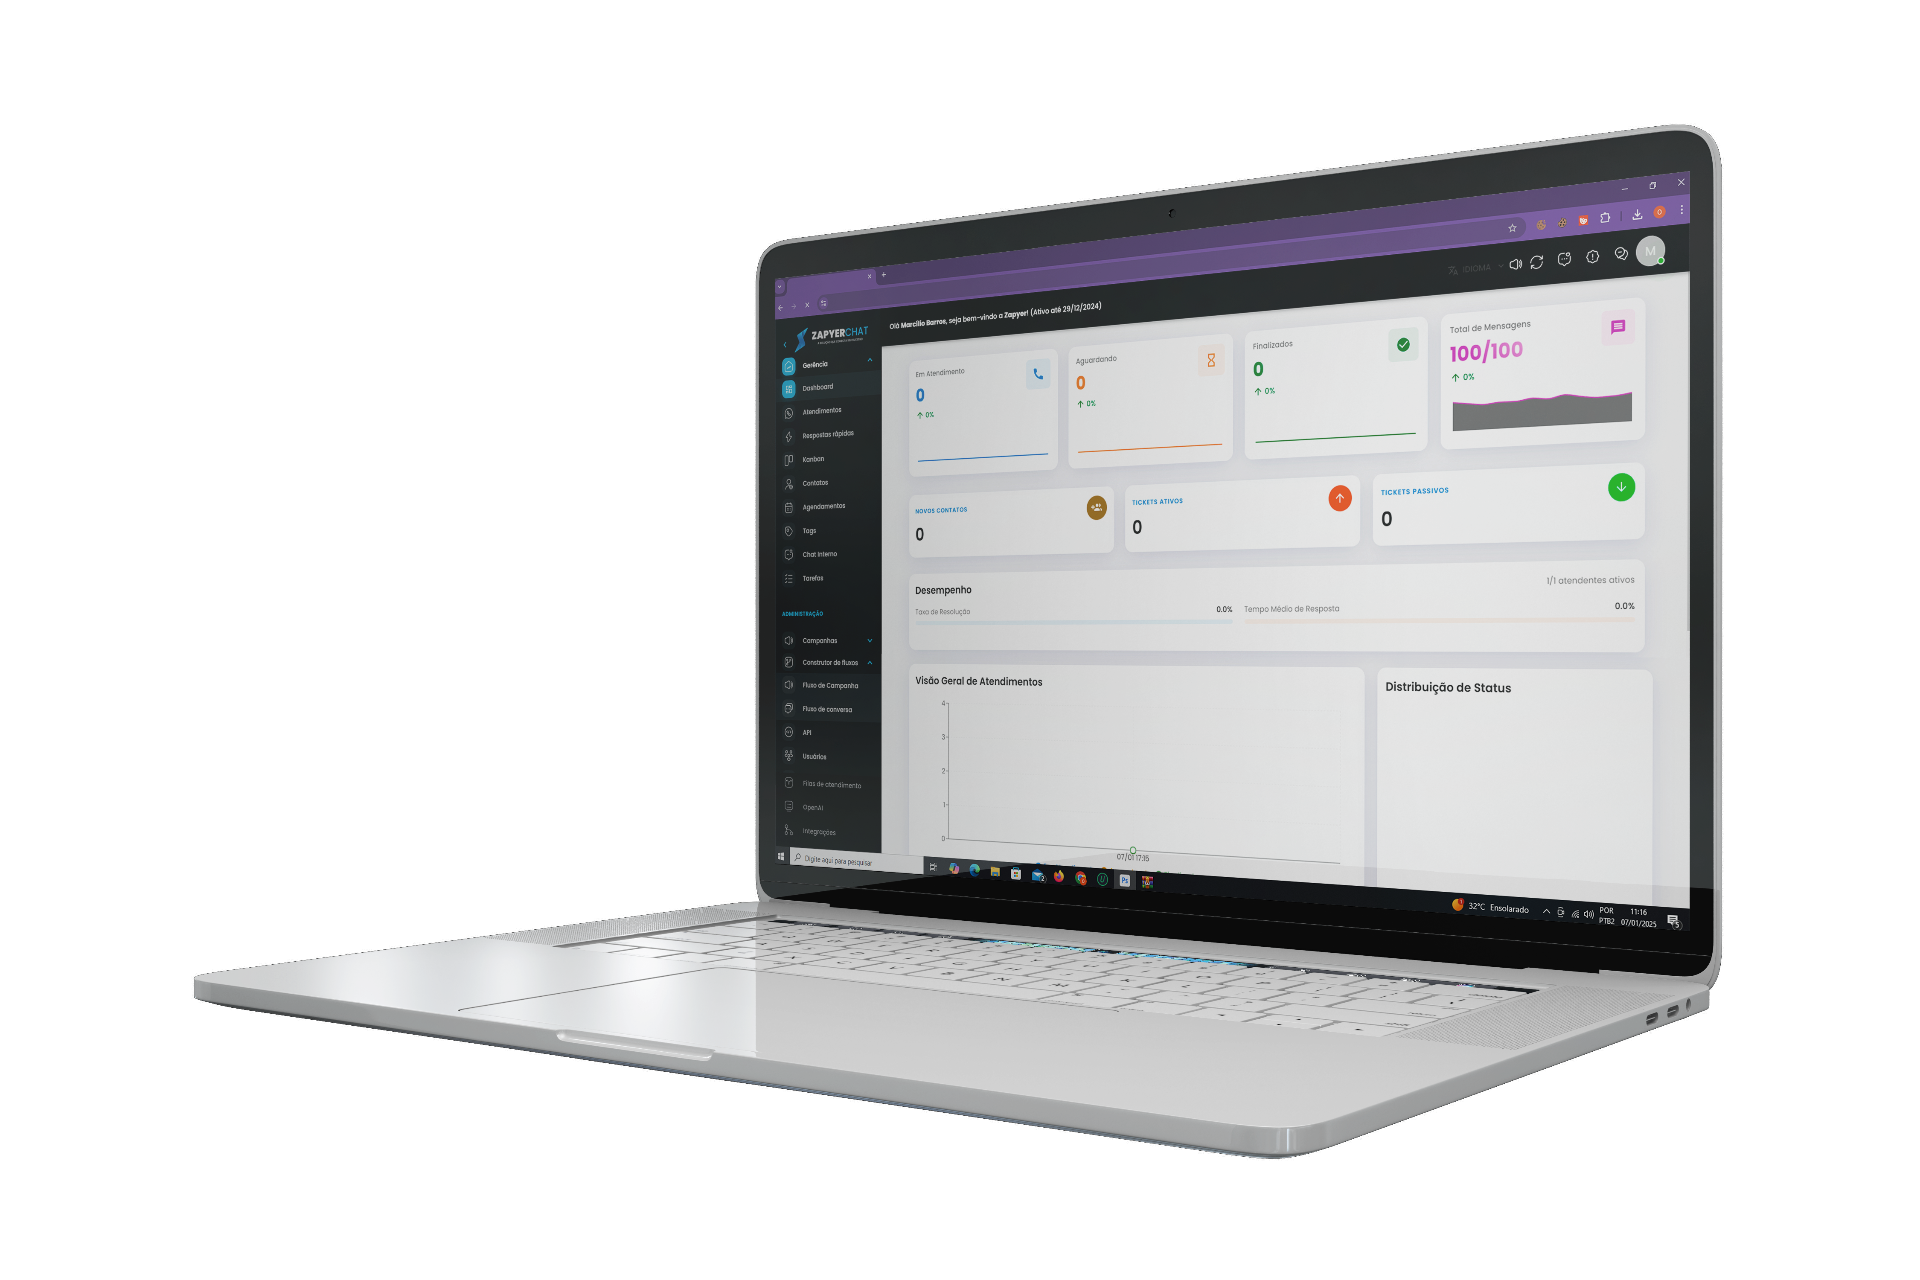 IDIOMA
M
Olá Marcílio Barros, seja bem-vindo a Zapyer! (Ativo até 29/12/2024)
ZAPYERCHAT
Gerência
Dashboard
Atendimentos
Respostas rápidas
Kanban
Contatos
Agendamentos
Tags
Chat Interno
Tarefas
ADMINISTRAÇÃO
Campanhas
Construtor de fluxos
Fluxo de Campanha
Fluxo de conversa
API
Usuários
Filas de atendimento
OpenAI
Integrações
Em Atendimento
0
0%
Aguardando
0
0%
Finalizados
0
0%
Total de Mensagens
100/100
0%
NOVOS CONTATOS
0
TICKETS ATIVOS
0
TICKETS PASSIVOS
0
Desempenho
1/1 atendentes ativos
Taxa de Resolução
0.0%
Tempo Médio de Resposta
0.0%
Visão Geral de Atendimentos
4
3
2
1
0
07/01 17:15
Distribuição de Status
Digite aqui para pesquisar
Ps
32°C Ensolarado
POR
PTB2
11:16
07/01/2025